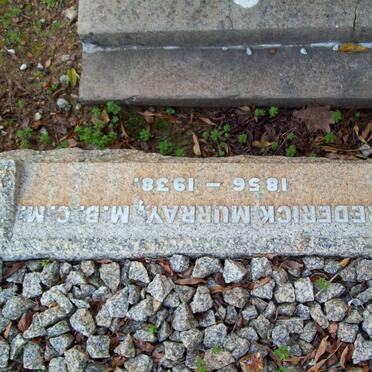 REDERICK MURRAY, M.B. C.M.
1856 – 1938.